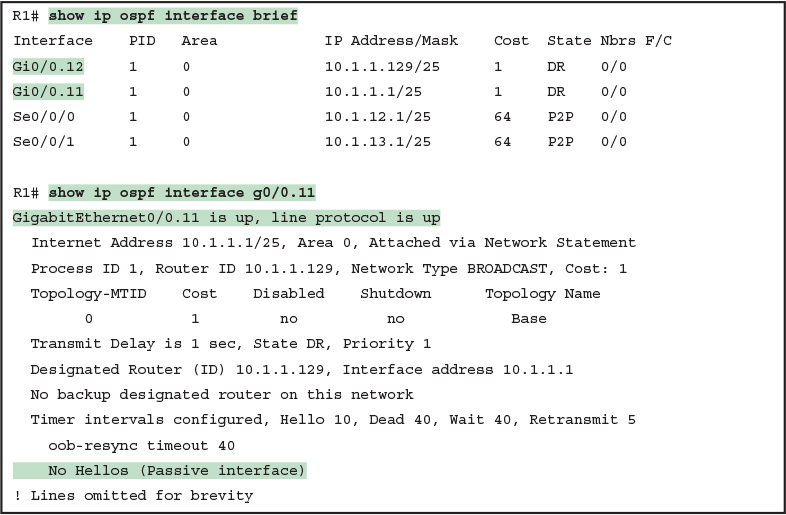 R1# show ip ospf interface brief
Interface PID Area IP Address/Mask Cost State Nbrs F/C
Gi0/0.12 1 0 10.1.1.129/25 1 DR 0/0
Gi0/0.11 1 0 10.1.1.1/25 1 DR 0/0
Se0/0/0 1 0 10.1.12.1/25 64 P2P 0/0
Se0/0/1 1 0 10.1.13.1/25 64 P2P 0/0
R1# show ip ospf interface g0/0.11
GigabitEthernet0/0.11 is up, line protocol is up
Internet Address 10.1.1.1/25, Area 0, Attached via Network Statement
Process ID 1, Router ID 10.1.1.129, Network Type BROADCAST, Cost: 1
Topology-MTID Cost Disabled Shutdown Topology Name
0 1 no no Base
Transmit Delay is 1 sec, State DR, Priority 1
Designated Router (ID) 10.1.1.129, Interface address 10.1.1.1
No backup designated router on this network
Timer intervals configured, Hello 10, Dead 40, Wait 40, Retransmit 5
oob-resync timeout 40
No Hellos (Passive interface)
! Lines omitted for brevity